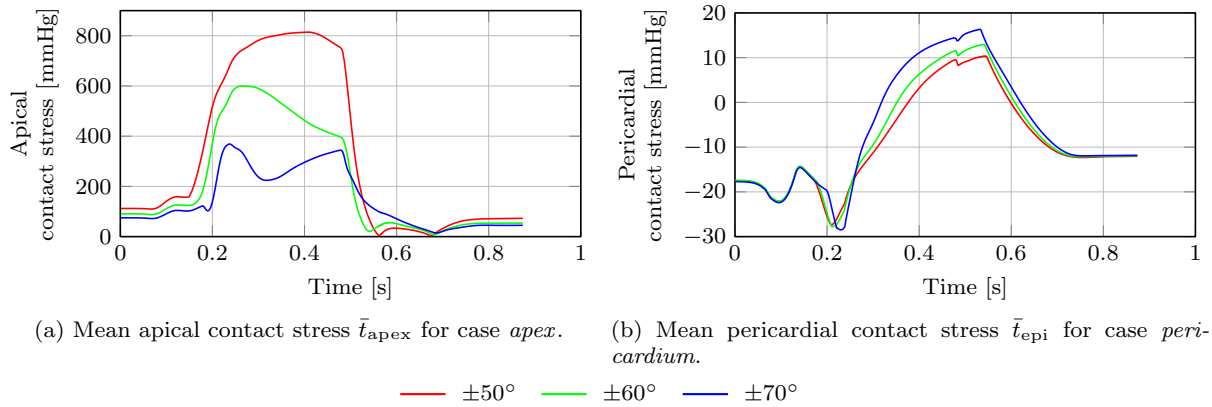 Apical
contact stress [mmHg]
800
600
400
200
0
0 0.2 0.4 0.6 0.8 1
Time [s]
Pericardial
contact stress [mmHg]
20
10
0
−10
−20
−30
0 0.2 0.4 0.6 0.8 1
Time [s]
(a) Mean apical contact stress t̄apex for case apex.
(b) Mean pericardial contact stress t̄epi for case peri-
cardium.
±50° ±60° ±70°